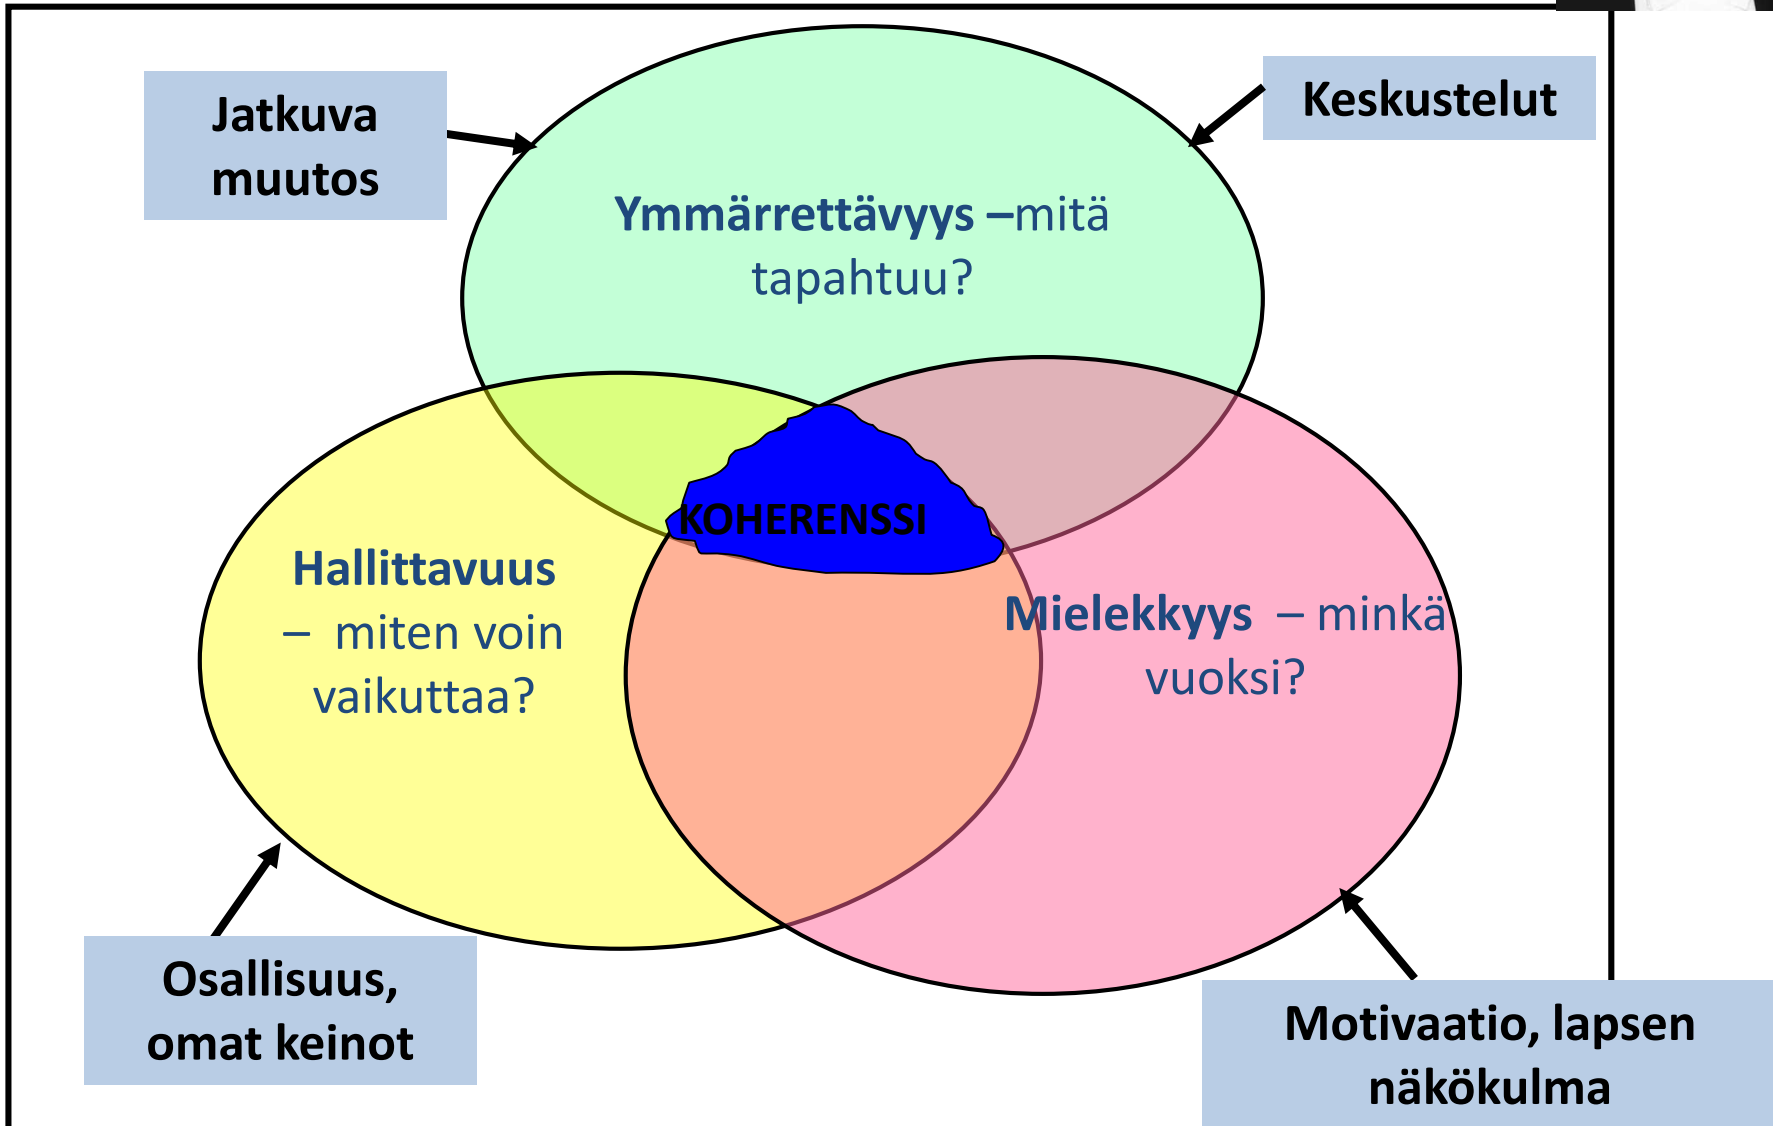 Jatkuva
muutos
Keskustelut
Ymmärrettävyys –mitä
tapahtuu?
KOHERENSSI
Hallittavuus
– miten voin
vaikuttaa?
Mielekkyys – minkä
vuoksi?
Osallisuus,
omat keinot
Motivaatio, lapsen
näkökulma